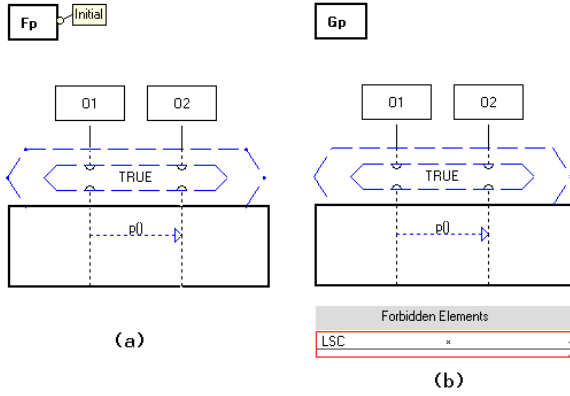 Fp
Initial
O1
O2
TRUE
p()
(a)
Gp
O1
O2
TRUE
p()
Forbidden Elements
LSC
(b)